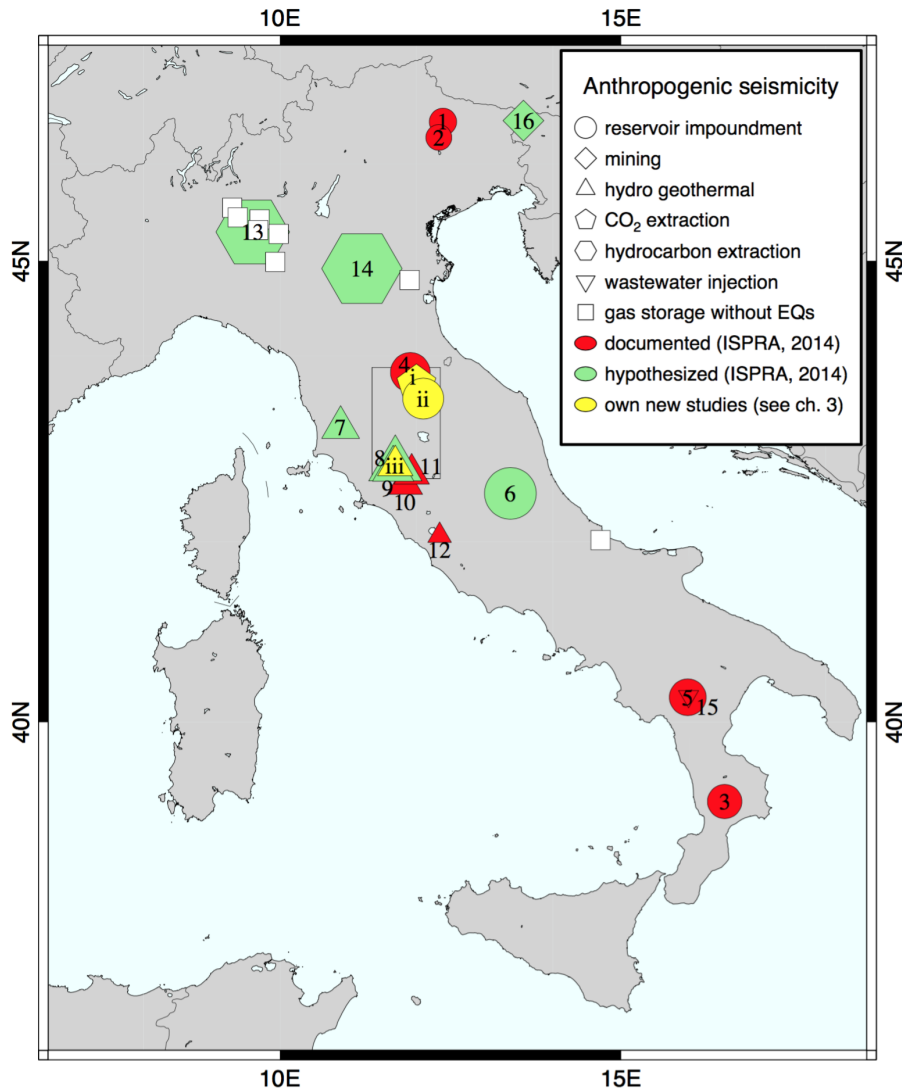 10E 15E
Anthropogenic seismicity
reservoir impoundment
mining
hydro geothermal
CO₂ extraction
hydrocarbon extraction
wastewater injection
gas storage without EQs
documented (ISPRA, 2014)
hypothesized (ISPRA, 2014)
own new studies (see ch. 3)
1
2
16
13
45N 45N
14
4
i
ii
7
8
iii
11
9
10
6
12
5
15
40N 40N
3
10E 15E